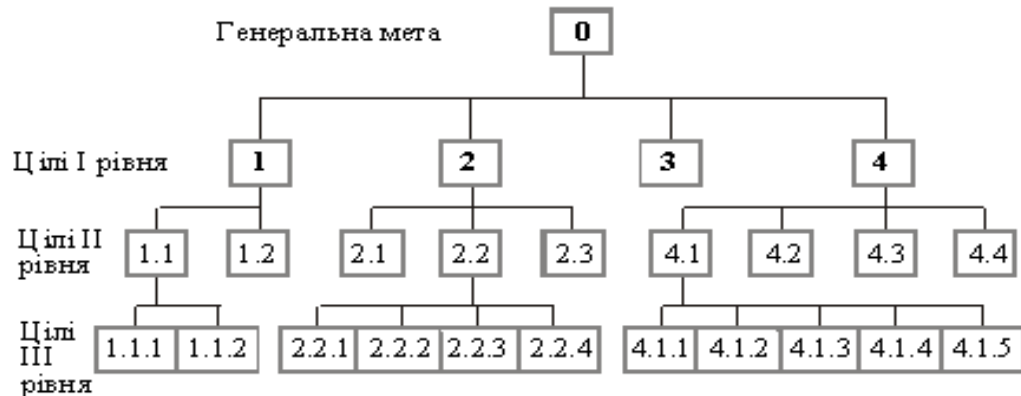 Генеральна мета 0
Цілі I рівня 1 2 3 4
Цілі II
рівня 1.1 1.2 2.1 2.2 2.3 4.1 4.2 4.3 4.4
Цілі
III
рівня 1.1.1 1.1.2 2.2.1 2.2.2 2.2.3 2.2.4 4.1.1 4.1.2 4.1.3 4.1.4 4.1.5